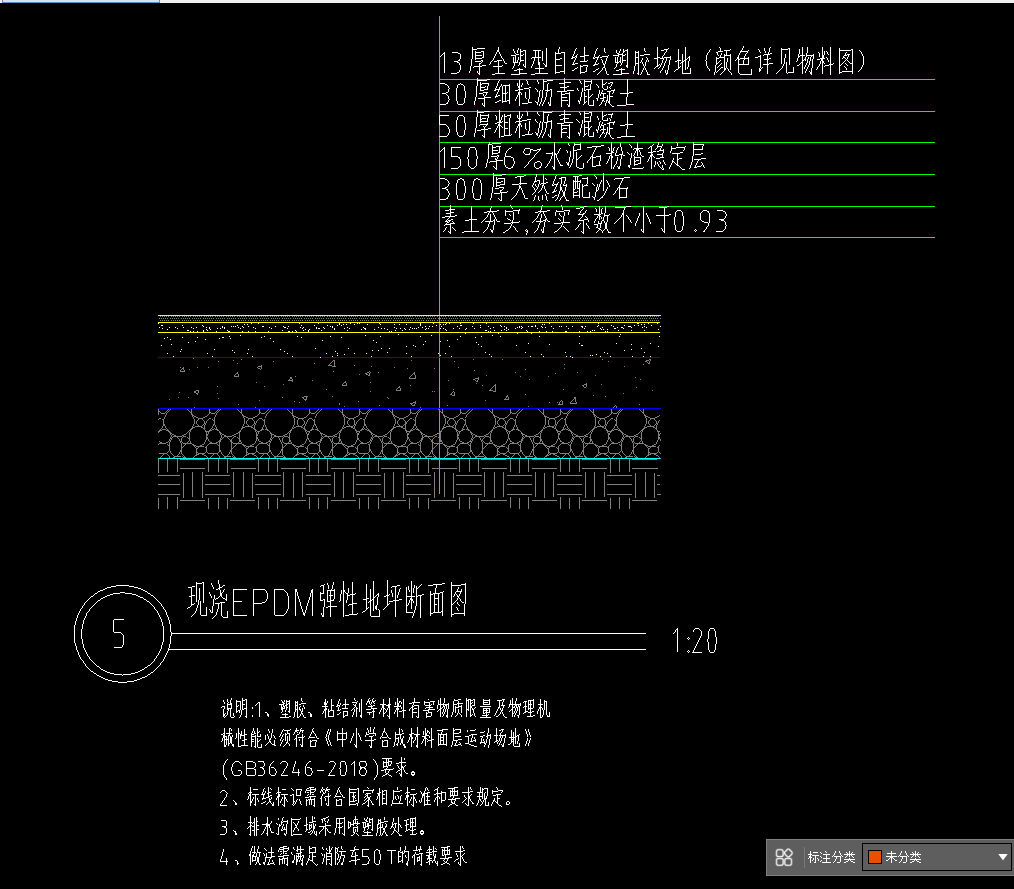 13厚全塑型自结纹塑胶场地（颜色详见物料图）
30厚细粒沥青混凝土
50厚粗粒沥青混凝土
150厚6%水泥石粉渣稳定层
300厚天然级配沙石
素土夯实,夯实系数不小于0.93
现浇EPDM弹性地坪断面图
5
1:20
说明:1、塑胶、粘结剂等材料有害物质限量及物理机
械性能必须符合《中小学合成材料面层运动场地》
(GB36246-2018)要求。
2、标线标识需符合国家相应标准和要求规定。
3、排水沟区域采用喷塑胶处理。
4、做法需满足消防车50T的荷载要求
标注分类 未分类